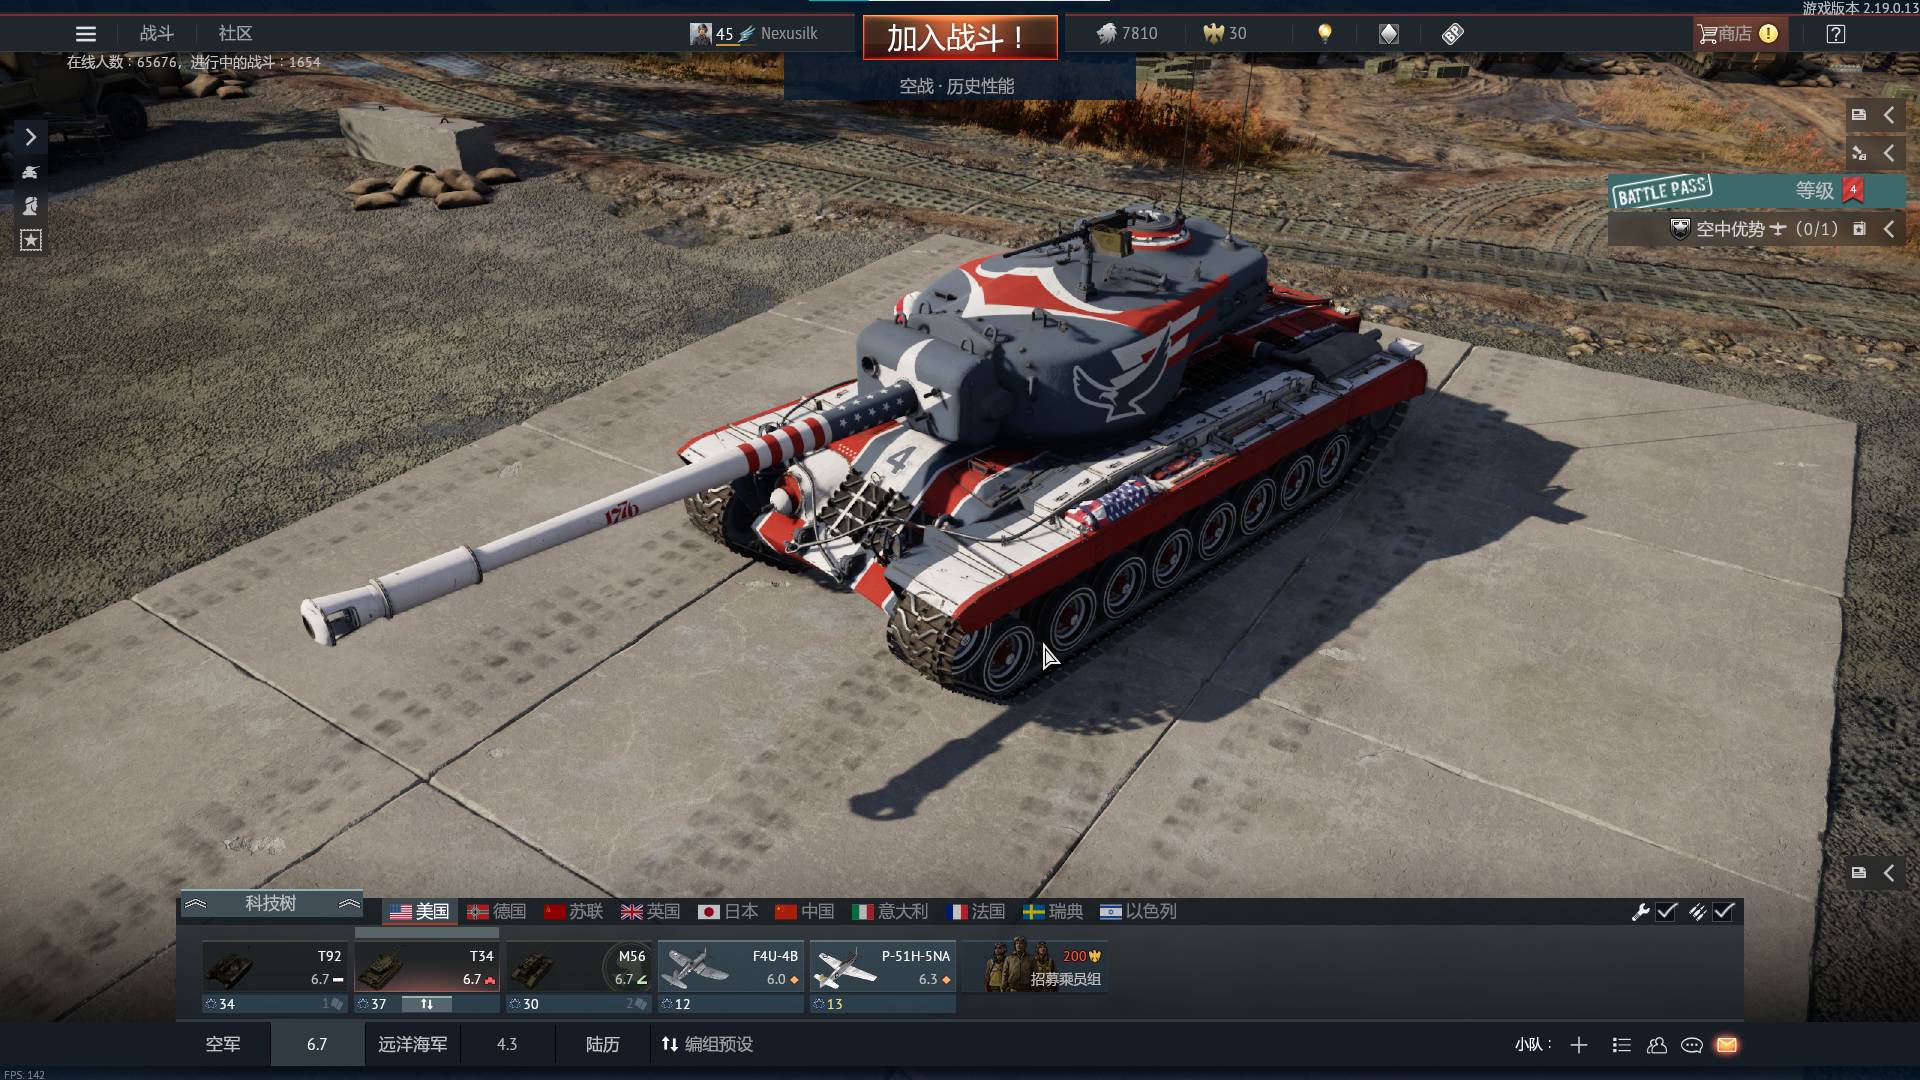 游戏版本 2.19.0.13
战斗
社区
45 Nexusilk
加入战斗！
7810
30
BP
商店
在线人数：65676，进行中的战斗：1654
空战 · 历史性能
BATTLE PASS
等级 4
空中优势 (0/1)
4
1776
科技树
美国
德国
苏联
英国
日本
中国
意大利
法国
瑞典
以色列
T92
6.7
34
1
T34
6.7
37
M56
6.7
30
2
F4U-4B
6.0
12
P-51H-5NA
6.3
13
200
招募乘员组
空军
6.7
远洋海军
4.3
陆历
编组预设
小队：
FPS: 142